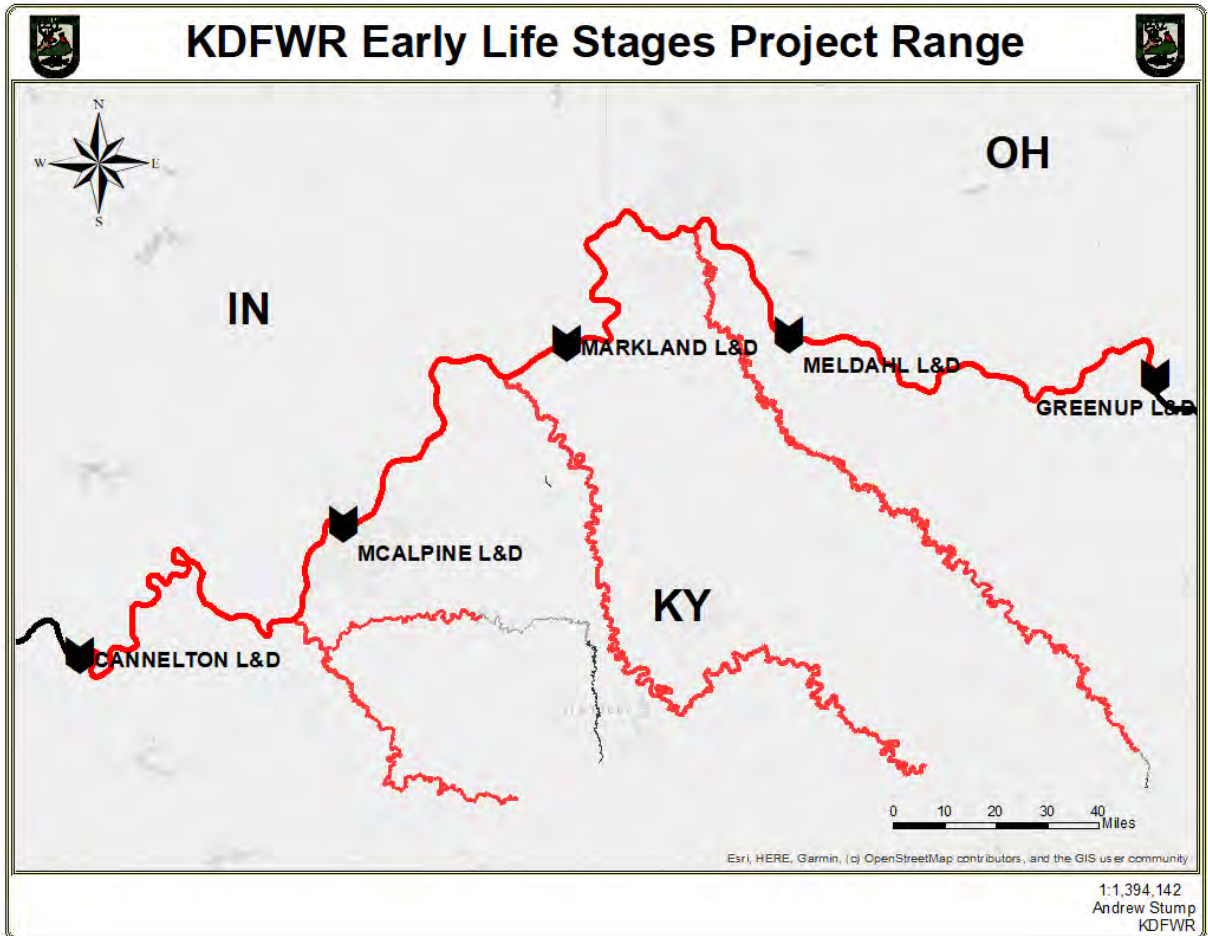 KDFWR Early Life Stages Project Range
N
W
E
S
OH
IN
MARKLAND L&D
MELDAHL L&D
GREENUP L&D
MCALPINE L&D
KY
CANNELTON L&D
0 10 20 30 40
Miles
Esri, HERE, Garmin, (c) OpenStreetMap contributors, and the GIS user community
1:1,394,142
Andrew Stump
KDFWR